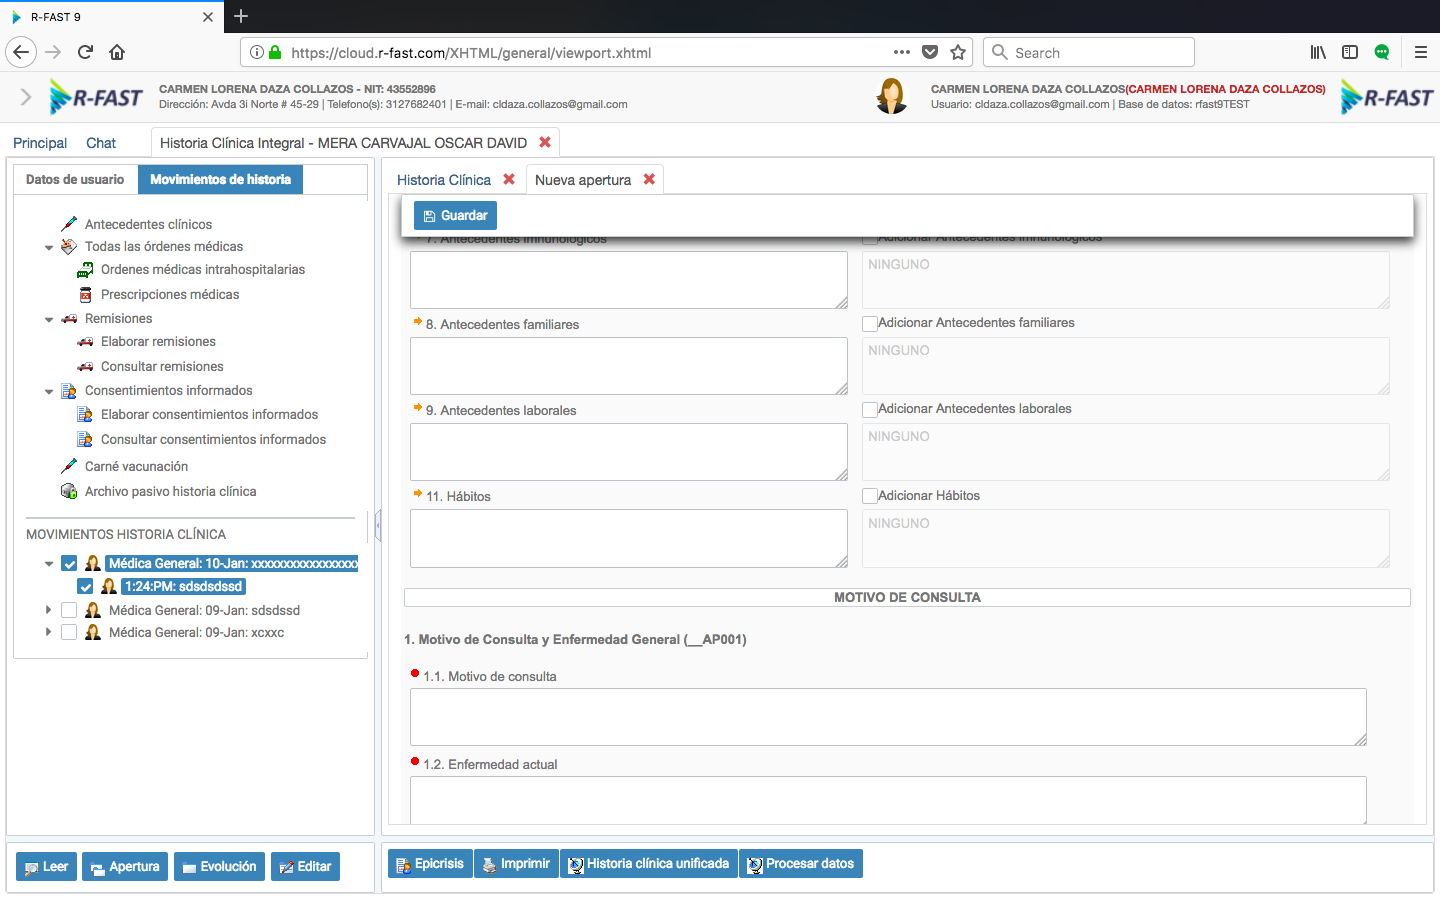 R-FAST 9
https://cloud.r-fast.com/XHTML/general/viewport.xhtml
Search
R-FAST
CARMEN LORENA DAZA COLLAZOS - NIT: 43552896
Dirección: Avda 3i Norte # 45-29 | Telefono(s): 3127682401 | E-mail: cldaza.collazos@gmail.com
CARMEN LORENA DAZA COLLAZOS(CARMEN LORENA DAZA COLLAZOS)
Usuario: cldaza.collazos@gmail.com | Base de datos: rfast9TEST
R-FAST
Principal
Chat
Historia Clínica Integral - MERA CARVAJAL OSCAR DAVID
Datos de usuario
Movimientos de historia
Antecedentes clínicos
Todas las órdenes médicas
Ordenes médicas intrahospitalarias
Prescripciones médicas
Remisiones
Elaborar remisiones
Consultar remisiones
Consentimientos informados
Elaborar consentimientos informados
Consultar consentimientos informados
Carné vacunación
Archivo pasivo historia clínica
MOVIMIENTOS HISTORIA CLÍNICA
Médica General: 10-Jan: xxxxxxxxxxxxxxxxx
1:24:PM: sdsdsdssd
Médica General: 09-Jan: sdsdssd
Médica General: 09-Jan: xcxxc
Historia Clínica
Nueva apertura
Guardar
7. Antecedentes inmunológicos
Adicionar Antecedentes inmunológicos
NINGUNO
8. Antecedentes familiares
Adicionar Antecedentes familiares
NINGUNO
9. Antecedentes laborales
Adicionar Antecedentes laborales
NINGUNO
11. Hábitos
Adicionar Hábitos
NINGUNO
MOTIVO DE CONSULTA
1. Motivo de Consulta y Enfermedad General (__AP001)
1.1. Motivo de consulta
1.2. Enfermedad actual
Leer
Apertura
Evolución
Editar
Epicrisis
Imprimir
Historia clínica unificada
Procesar datos